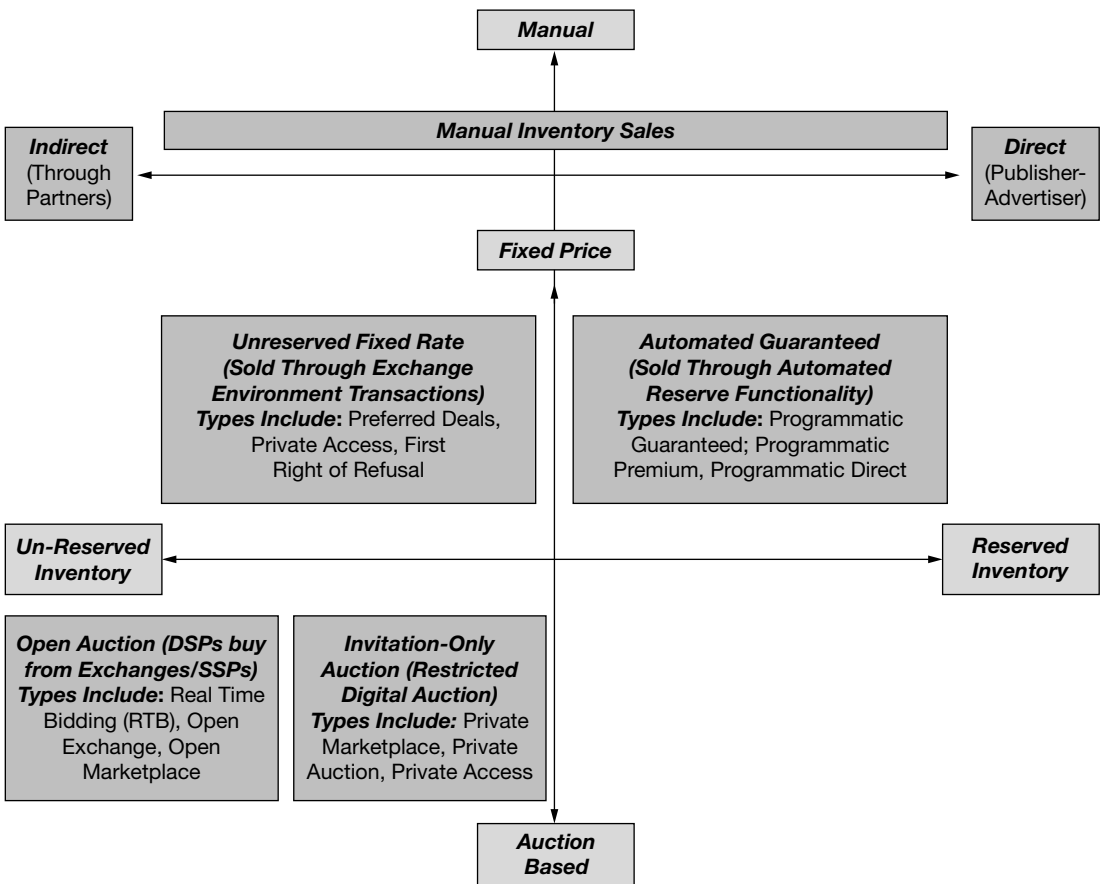 Manual
Manual Inventory Sales
Indirect
(Through
Partners)
Direct
(Publisher-
Advertiser)
Fixed Price
Unreserved Fixed Rate
(Sold Through Exchange
Environment Transactions)
Types Include: Preferred Deals,
Private Access, First
Right of Refusal
Automated Guaranteed
(Sold Through Automated
Reserve Functionality)
Types Include: Programmatic
Guaranteed; Programmatic
Premium, Programmatic Direct
Un-Reserved
Inventory
Reserved
Inventory
Open Auction (DSPs buy
from Exchanges/SSPs)
Types Include: Real Time
Bidding (RTB), Open
Exchange, Open
Marketplace
Invitation-Only
Auction (Restricted
Digital Auction)
Types Include: Private
Marketplace, Private
Auction, Private Access
Auction
Based